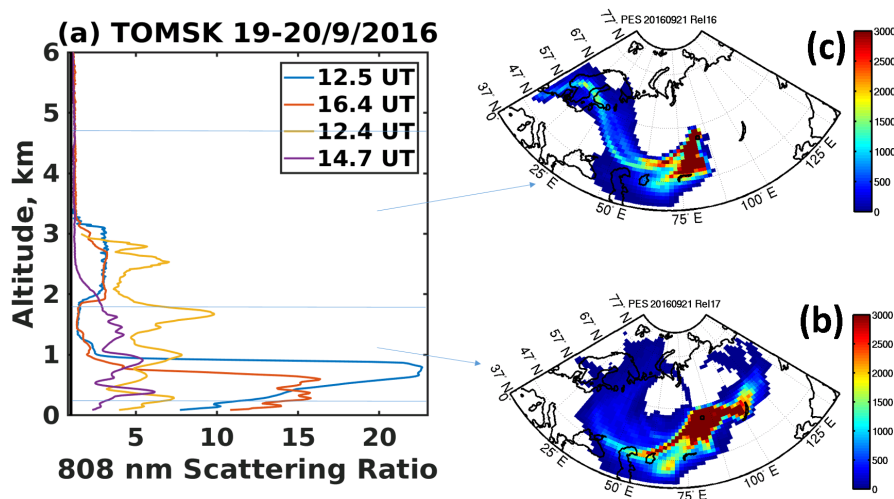 (a) TOMSK 19-20/9/2016
6
5
4
3
2
1
0
Altitude, km
12.5 UT
16.4 UT
12.4 UT
14.7 UT
5
10
15
20
808 nm Scattering Ratio
PES 20160921 Rel16
(c)
77° N
67° N
57° N
47° N
37° N
25° E
50° E
75° E
100° E
125° E
3000
2500
2000
1500
1000
500
0
PES 20160921 Rel17
(b)
77° N
67° N
57° N
47° N
37° N
25° E
50° E
75° E
100° E
125° E
3000
2500
2000
1500
1000
500
0